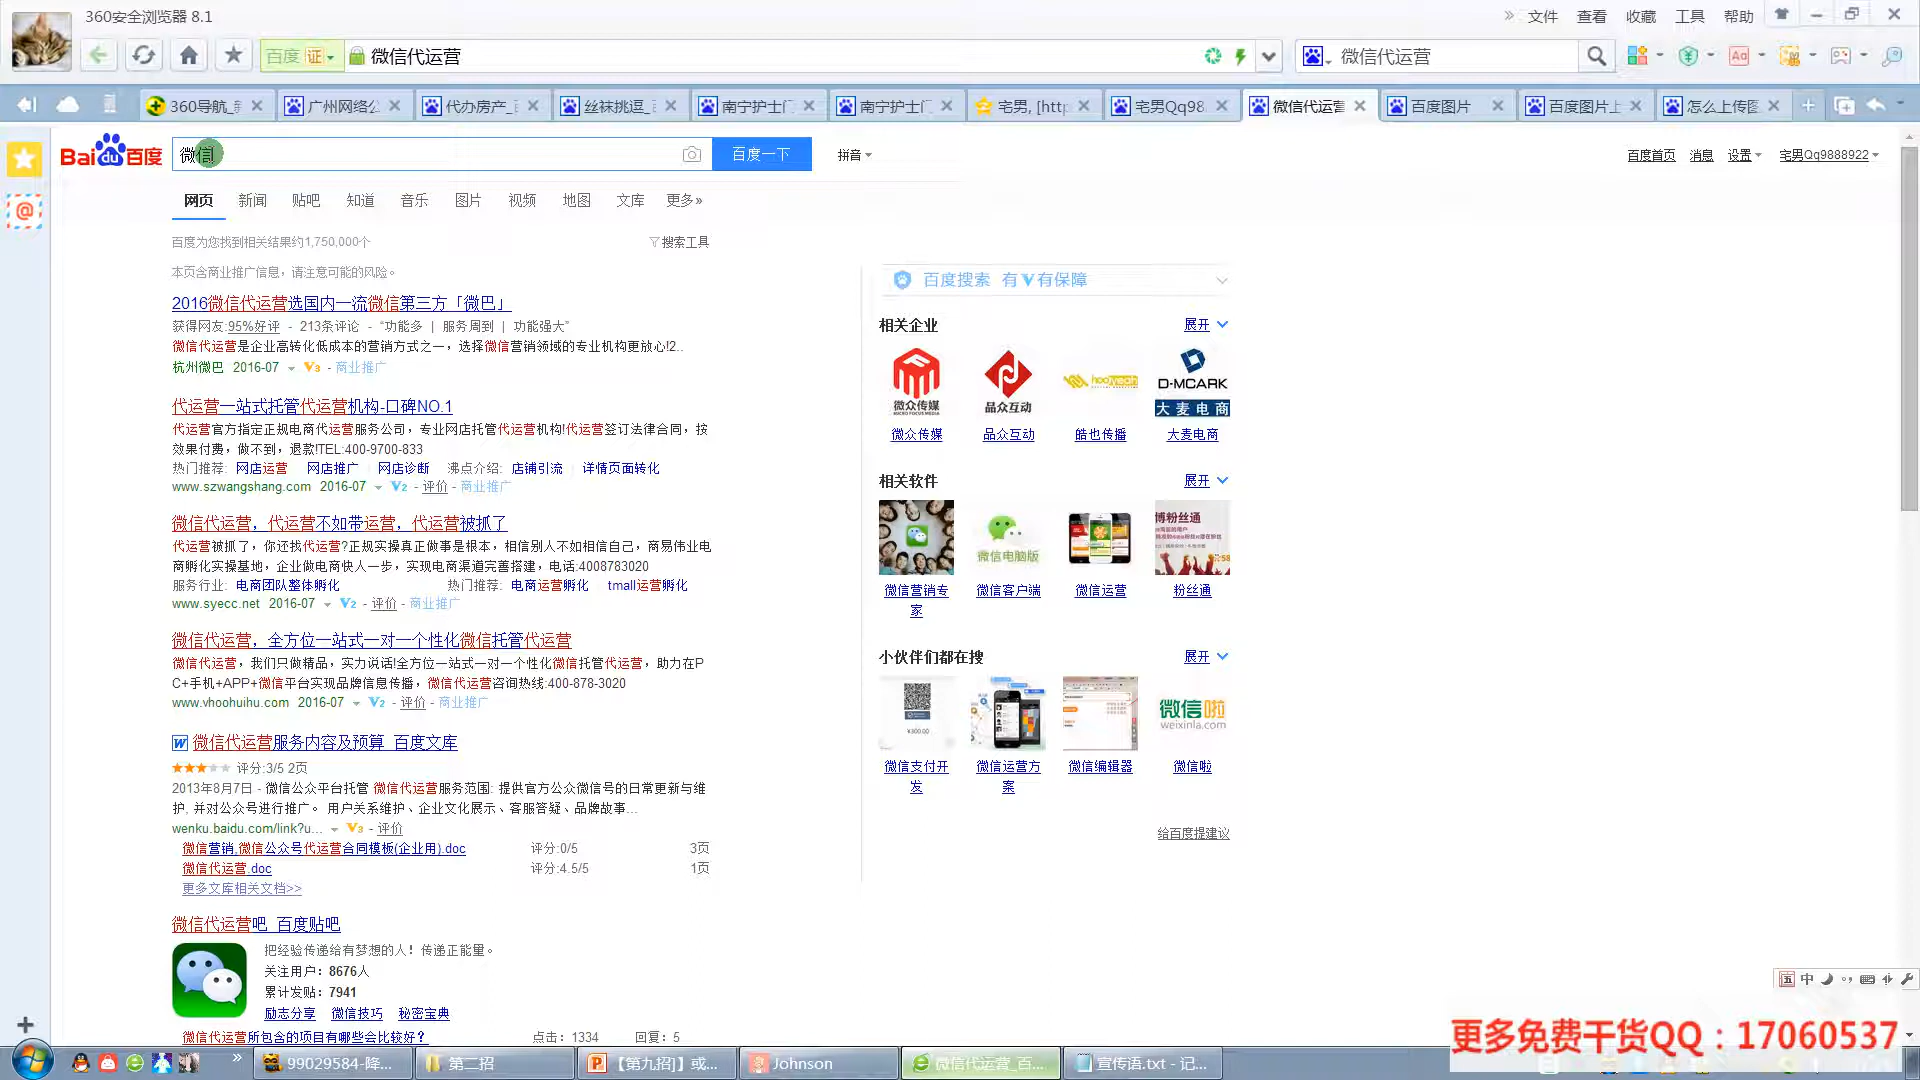 360安全浏览器 8.1
» 文件 查看 收藏 工具 帮助
百度 证 微信代运营
微信代运营
360导航_
广州网络公
代办房产_
丝袜挑逗_
南宁护士门
南宁护士门
宅男, [http
宅男Qq98
微信代运营
百度图片
百度图片上
怎么上传图
Bai du 百度
微信
百度一下
拼音
百度首页 消息 设置 宅男Qq9888922
网页 新闻 贴吧 知道 音乐 图片 视频 地图 文库 更多»
百度为您找到相关结果约1,750,000个
搜索工具
本页含商业推广信息，请注意可能的风险。
2016微信代运营选国内一流微信第三方「微巴」
获得网友:95%好评 - 213条评论 - “功能多 | 服务周到 | 功能强大”
微信代运营是企业高转化低成本的营销方式之一，选择微信营销领域的专业机构更放心!2..
杭州微巴 2016-07 V3 - 商业推广
代运营一站式托管代运营机构-口碑NO.1
代运营官方指定正规电商代运营服务公司，专业网店托管代运营机构!代运营签订法律合同，按
效果付费，做不到，退款!TEL:400-9700-833
热门推荐: 网店运营 网店推广 网店诊断 沸点介绍: 店铺引流 详情页面转化
www.szwangshang.com 2016-07 V2 - 评价 - 商业推广
微信代运营，代运营不如带运营，代运营被抓了
代运营被抓了，你还找代运营?正规实操真正做事是根本，相信别人不如相信自己，商易伟业电
商孵化实操基地，企业做电商快人一步，实现电商渠道完善搭建，电话:4008783020
服务行业: 电商团队整体孵化 热门推荐: 电商运营孵化 tmall运营孵化
www.syecc.net 2016-07 V2 - 评价 - 商业推广
微信代运营，全方位一站式一对一个性化微信托管代运营
微信代运营，我们只做精品，实力说话!全方位一站式一对一个性化微信托管代运营，助力在P
C+手机+APP+微信平台实现品牌信息传播，微信代运营咨询热线:400-878-3020
www.vhoohuihu.com 2016-07 V2 - 评价 - 商业推广
W 微信代运营服务内容及预算_百度文库
评分:3/5 2页
2013年8月7日 - 微信公众平台托管 微信代运营服务范围: 提供官方公众微信号的日常更新与维
护, 并对公众号进行推广。 用户关系维护、企业文化展示、客服答疑、品牌故事...
wenku.baidu.com/link?u... V3 - 评价
微信营销,微信公众号代运营合同模板(企业用).doc 评分:0/5 3页
微信代运营.doc 评分:4.5/5 1页
更多文库相关文档>>
微信代运营吧_百度贴吧
把经验传递给有梦想的人！传递正能量。
关注用户：8676人
累计发贴：7941
励志分享 微信技巧 秘密宝典
微信代运营所包含的项目有哪些会比较好? 点击：1334 回复：5
百度搜索 有V有保障
相关企业 展开
微众传媒
品众互动
hooyeah
D-MCARK
大麦电商
微众传媒 品众互动 皓也传播 大麦电商
相关软件 展开
微信电脑版
博粉丝通
微信营销专
家
微信客户端 微信运营 粉丝通
小伙伴们都在搜 展开
¥300.00
微信啦
weixinla.com
微信支付开
发
微信运营方
案
微信编辑器 微信啦
给百度提建议
五 中
更多免费干货QQ：17060537
99029584-降...
第二招
【第九招】或...
Johnson
微信代运营_百...
宣传语.txt - 记...